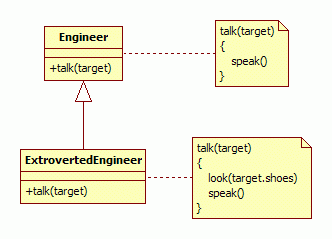 Engineer
+talk(target)
talk(target)
{
speak()
}
ExtrovertedEngineer
+talk(target)
talk(target)
{
look(target.shoes)
speak()
}